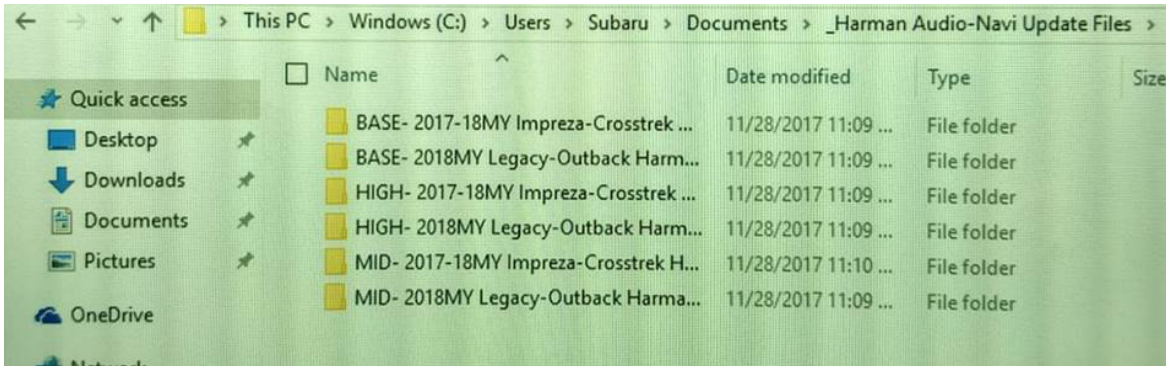 This PC > Windows (C:) > Users > Subaru > Documents > _Harman Audio-Navi Update Files >
Name Date modified Type Size
Quick access
Desktop
Downloads
Documents
Pictures
OneDrive
Network
BASE- 2017-18MY Impreza-Crosstrek ... 11/28/2017 11:09 ... File folder
BASE- 2018MY Legacy-Outback Harm... 11/28/2017 11:09 ... File folder
HIGH- 2017-18MY Impreza-Crosstrek ... 11/28/2017 11:09 ... File folder
HIGH- 2018MY Legacy-Outback Harm... 11/28/2017 11:09 ... File folder
MID- 2017-18MY Impreza-Crosstrek H... 11/28/2017 11:10 ... File folder
MID- 2018MY Legacy-Outback Harma... 11/28/2017 11:09 ... File folder